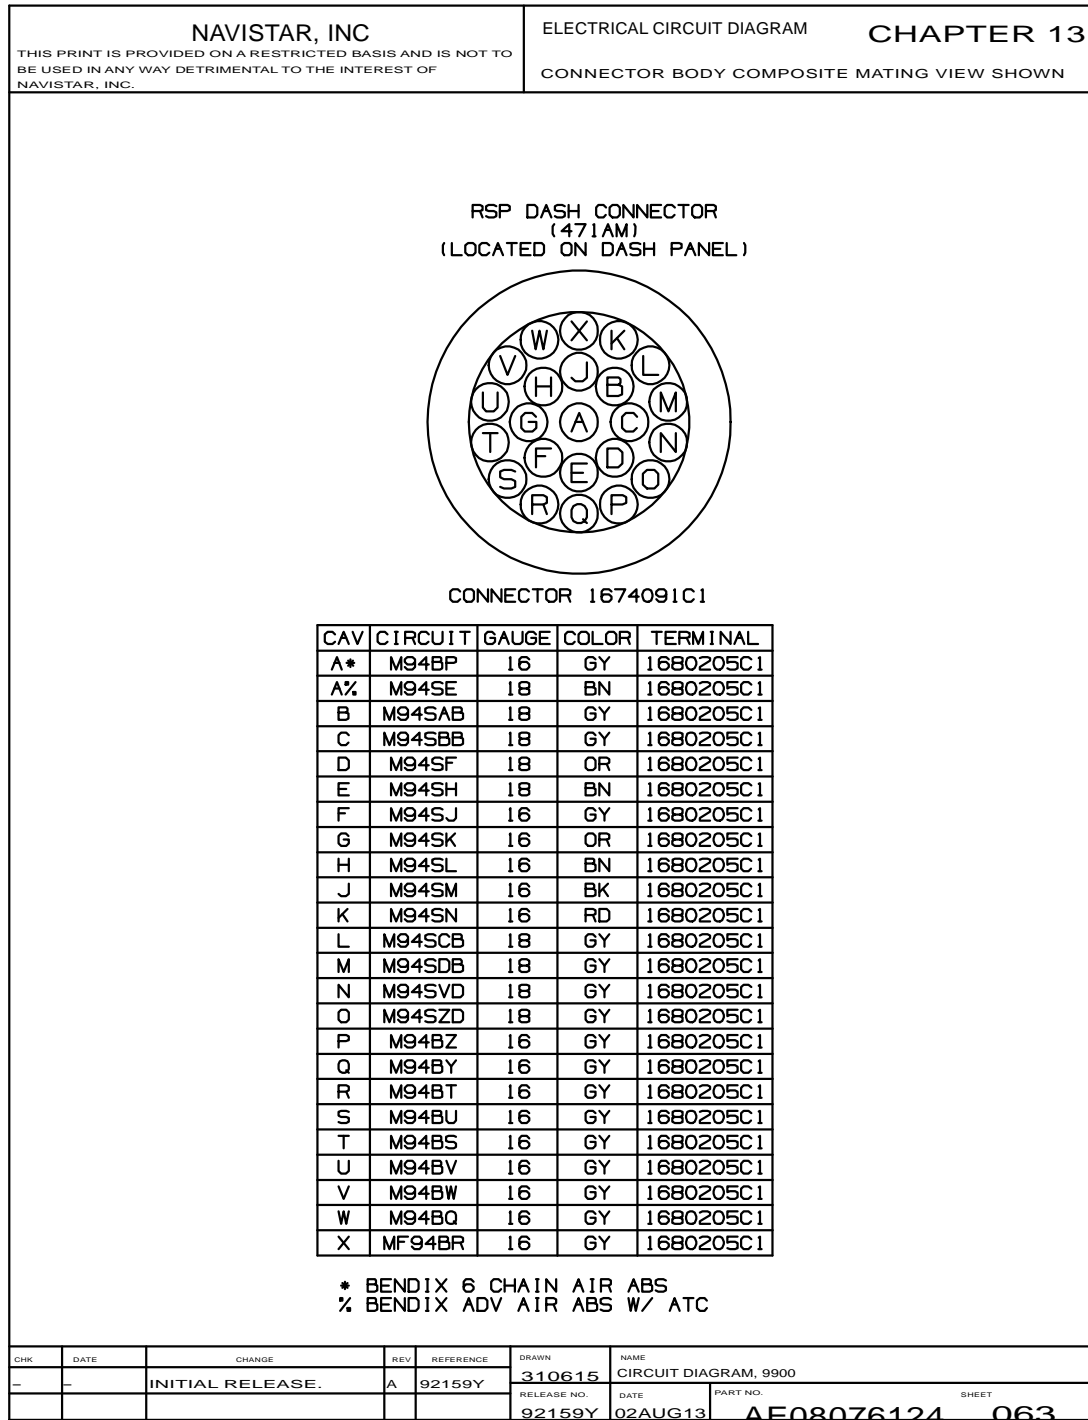 NAVISTAR, INC
THIS PRINT IS PROVIDED ON A RESTRICTED BASIS AND IS NOT TO
BE USED IN ANY WAY DETRIMENTAL TO THE INTEREST OF
NAVISTAR, INC.
ELECTRICAL CIRCUIT DIAGRAM CHAPTER 13
CONNECTOR BODY COMPOSITE MATING VIEW SHOWN
RSP DASH CONNECTOR
(471AM)
(LOCATED ON DASH PANEL)
W X K
V J L
H B
U M
G A C
T N
F D
S E O
R Q P
CONNECTOR 1674091C1
CAV CIRCUIT GAUGE COLOR TERMINAL
A* M94BP 16 GY 1680205C1
A% M94SE 18 BN 1680205C1
B M94SAB 18 GY 1680205C1
C M94SBB 18 GY 1680205C1
D M94SF 18 OR 1680205C1
E M94SH 18 BN 1680205C1
F M94SJ 16 GY 1680205C1
G M94SK 16 OR 1680205C1
H M94SL 16 BN 1680205C1
J M94SM 16 BK 1680205C1
K M94SN 16 RD 1680205C1
L M94SCB 18 GY 1680205C1
M M94SDB 18 GY 1680205C1
N M94SVD 18 GY 1680205C1
O M94SZD 18 GY 1680205C1
P M94BZ 16 GY 1680205C1
Q M94BY 16 GY 1680205C1
R M94BT 16 GY 1680205C1
S M94BU 16 GY 1680205C1
T M94BS 16 GY 1680205C1
U M94BV 16 GY 1680205C1
V M94BW 16 GY 1680205C1
W M94BQ 16 GY 1680205C1
X MF94BR 16 GY 1680205C1
* BENDIX 6 CHAIN AIR ABS
% BENDIX ADV AIR ABS W/ ATC
CHK DATE CHANGE REV REFERENCE DRAWN NAME
- - INITIAL RELEASE. A 92159Y 310615 CIRCUIT DIAGRAM, 9900
RELEASE NO. DATE PART NO. SHEET
92159Y 02AUG13 AE08076124 063